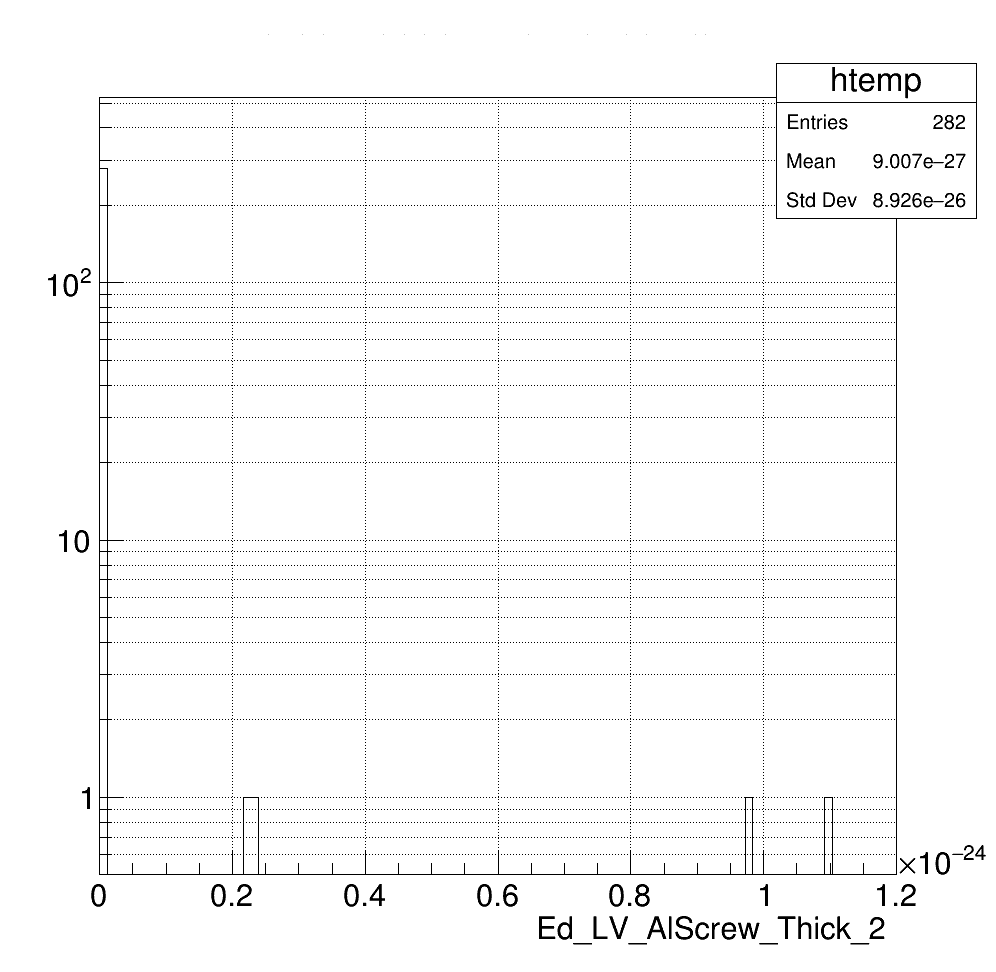 htemp
Entries 282
Mean 9.007e−27
Std Dev 8.926e−26
10²
10
1
0 0.2 0.4 0.6 0.8 1 1.2
×10⁻²⁴
Ed_LV_AlScrew_Thick_2